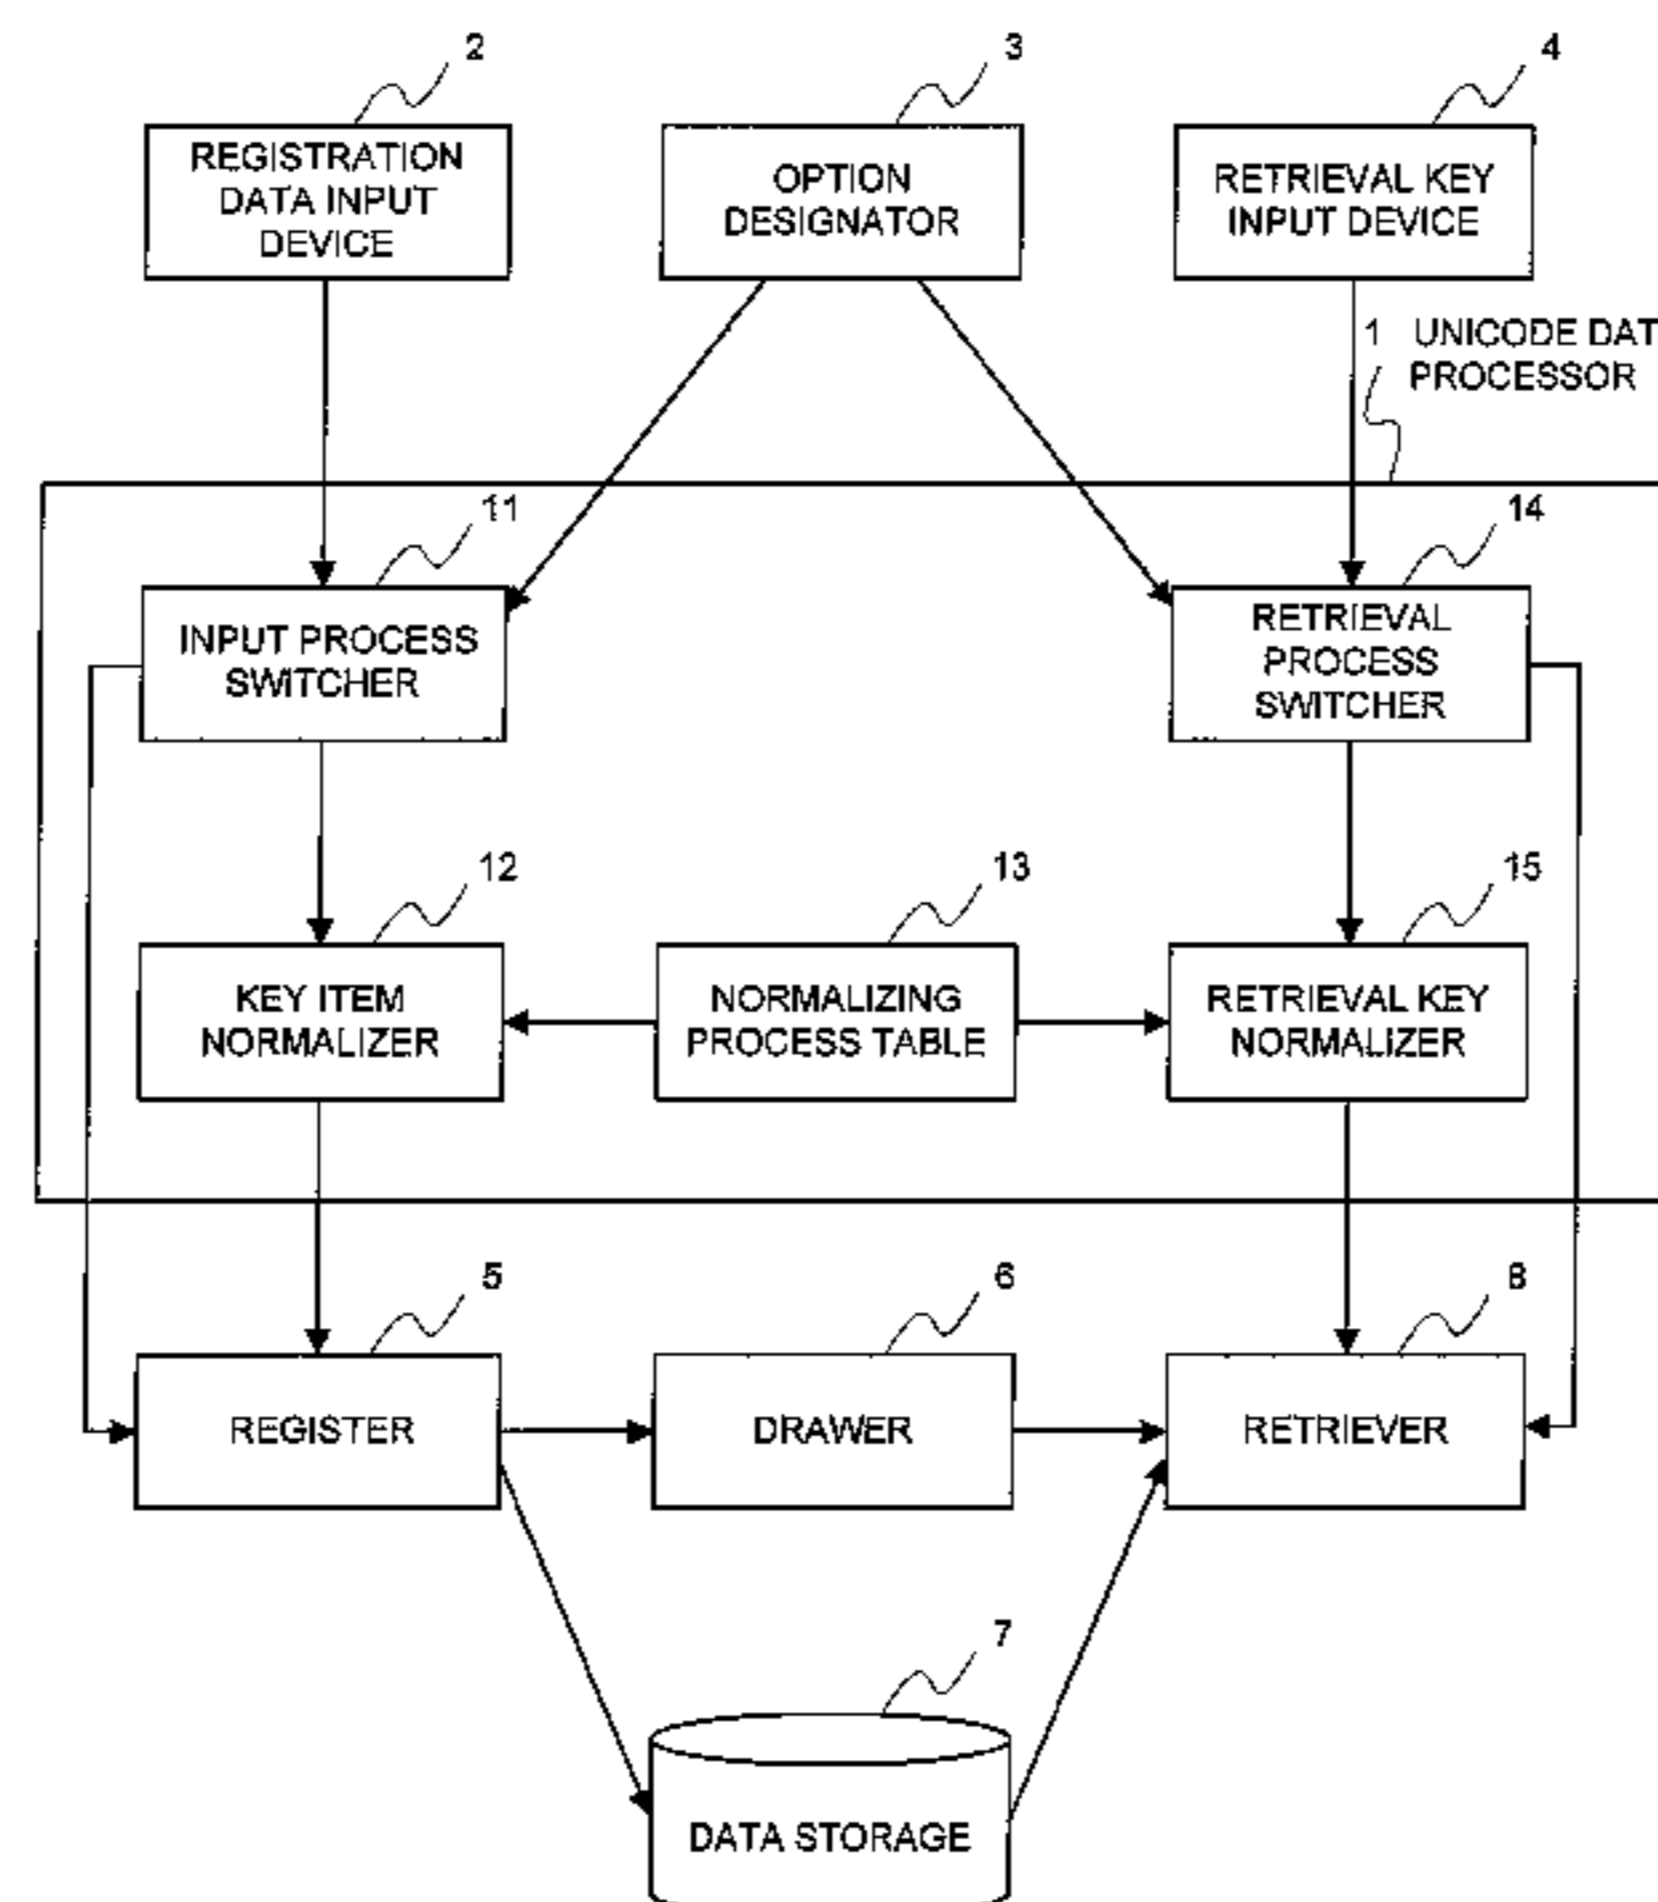 2
3
4
REGISTRATION
DATA INPUT
DEVICE
OPTION
DESIGNATOR
RETRIEVAL KEY
INPUT DEVICE
1 UNICODE DAT
PROCESSOR
11
14
INPUT PROCESS
SWITCHER
RETRIEVAL
PROCESS
SWITCHER
12
13
15
KEY ITEM
NORMALIZER
NORMALIZING
PROCESS TABLE
RETRIEVAL KEY
NORMALIZER
5
6
8
REGISTER
DRAWER
RETRIEVER
7
DATA STORAGE